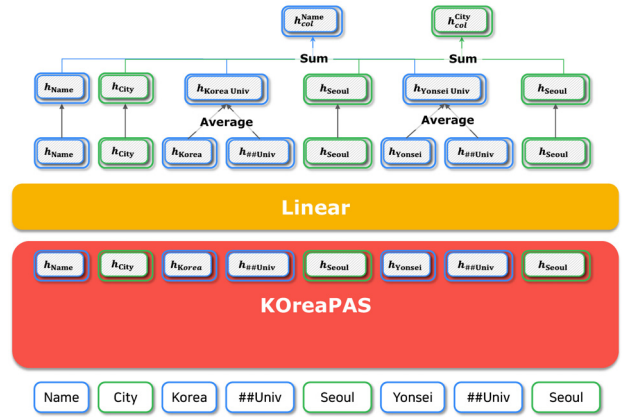 h_col^Name h_col^City
Sum Sum
h_Name h_City h_Korea Univ h_Seoul h_Yonsei Univ h_Seoul
Average Average
h_Name h_City h_Korea h_##Univ h_Seoul h_Yonsei h_##Univ h_Seoul
Linear
h_Name h_City h_Korea h_##Univ h_Seoul h_Yonsei h_##Univ h_Seoul
KOreaPAS
Name City Korea ##Univ Seoul Yonsei ##Univ Seoul